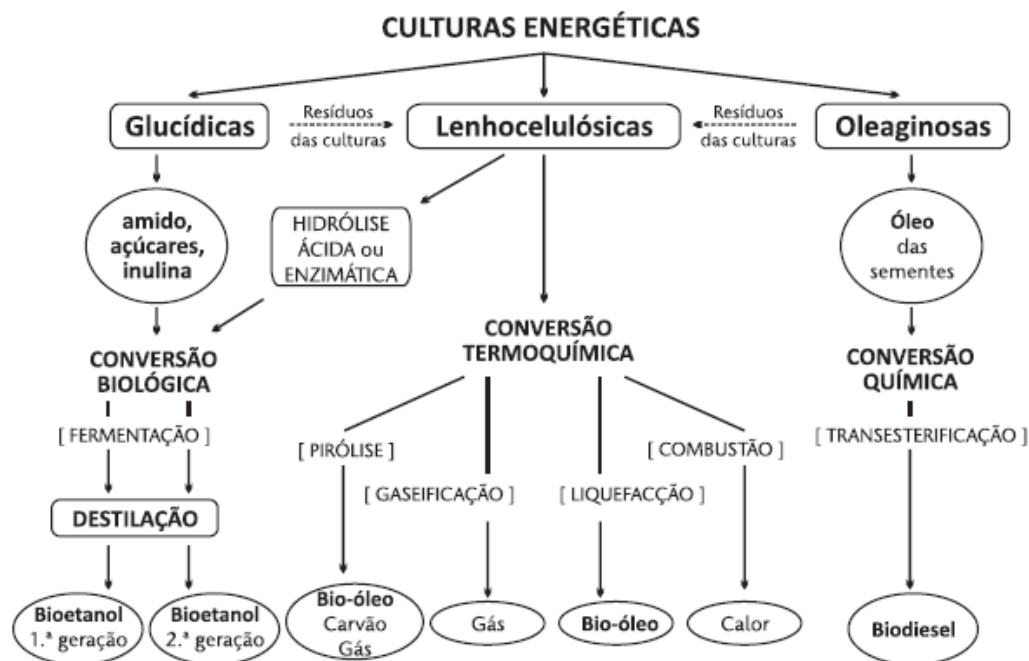 CULTURAS ENERGÉTICAS
Glucídicas
Resíduos
das culturas
Lenhocelulósicas
Resíduos
das culturas
Oleaginosas
amido,
açúcares,
inulina
HIDRÓLISE
ÁCIDA ou
ENZIMÁTICA
Óleo
das
sementes
CONVERSÃO
BIOLÓGICA
CONVERSÃO
TERMOQUÍMICA
CONVERSÃO
QUÍMICA
[ FERMENTAÇÃO ]
[ PIRÓLISE ]
[ GASEIFICAÇÃO ]
[ LIQUEFACÇÃO ]
[ COMBUSTÃO ]
[ TRANSESTERIFICAÇÃO ]
DESTILAÇÃO
Bioetanol
1.ª geração
Bioetanol
2.ª geração
Bio-óleo
Carvão
Gás
Gás
Bio-óleo
Calor
Biodiesel